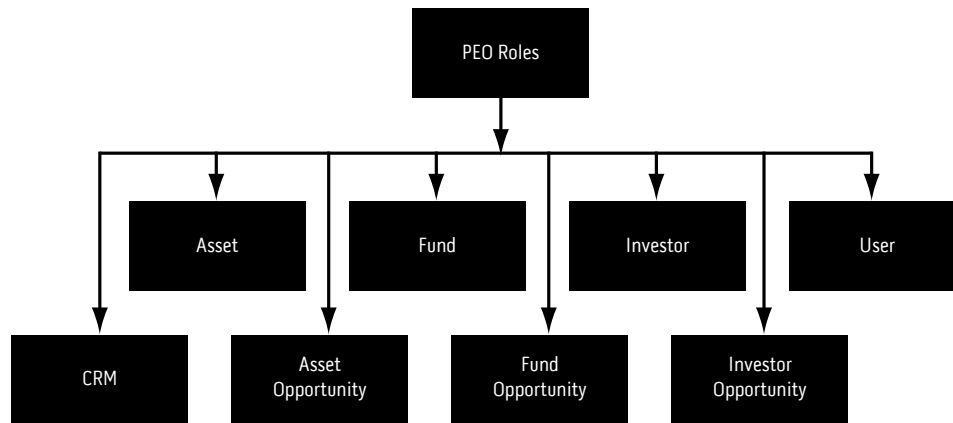 PEO Roles
Asset
Fund
Investor
User
CRM
Asset
Opportunity
Fund
Opportunity
Investor
Opportunity